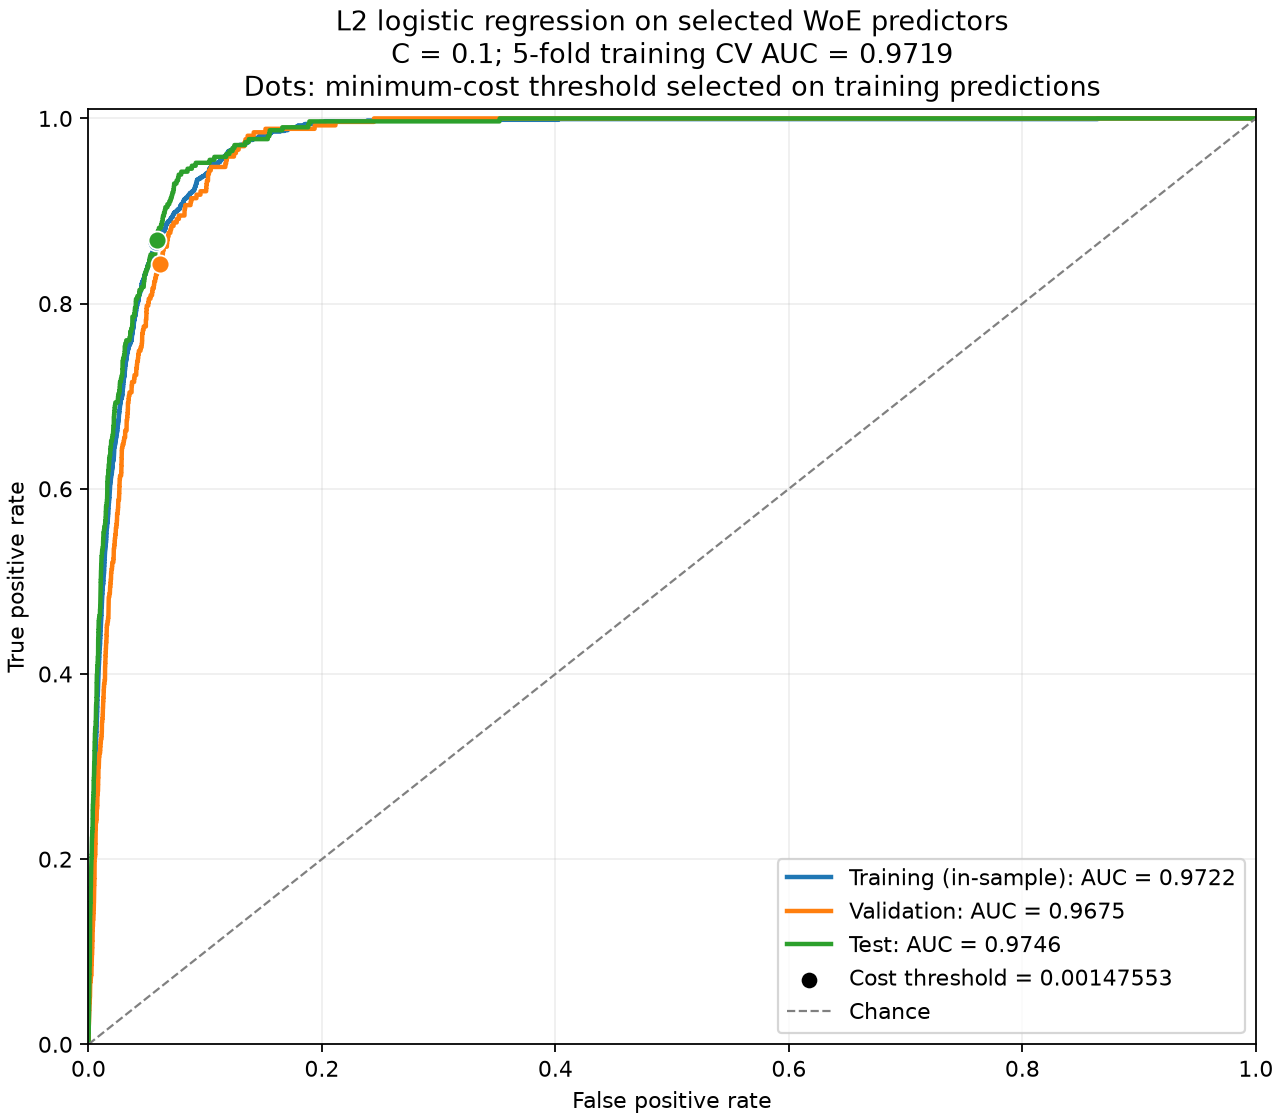 L2 logistic regression on selected WoE predictors
C = 0.1; 5-fold training CV AUC = 0.9719
Dots: minimum-cost threshold selected on training predictions
True positive rate
1.0
0.8
0.6
0.4
0.2
0.0
Training (in-sample): AUC = 0.9722
Validation: AUC = 0.9675
Test: AUC = 0.9746
Cost threshold = 0.00147553
Chance
0.0
0.2
0.4
0.6
0.8
1.0
False positive rate